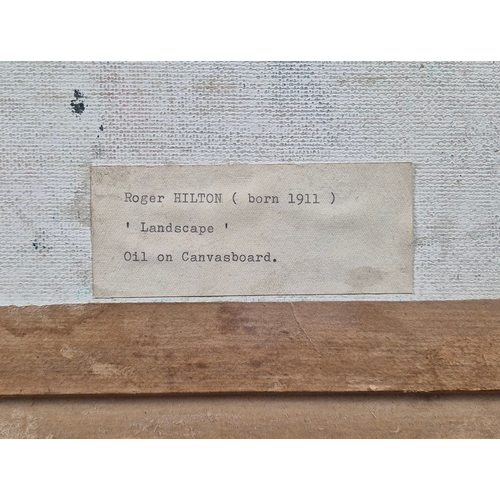 Roger HILTON ( born 1911 )
' Landscape '
Oil on Canvasboard.